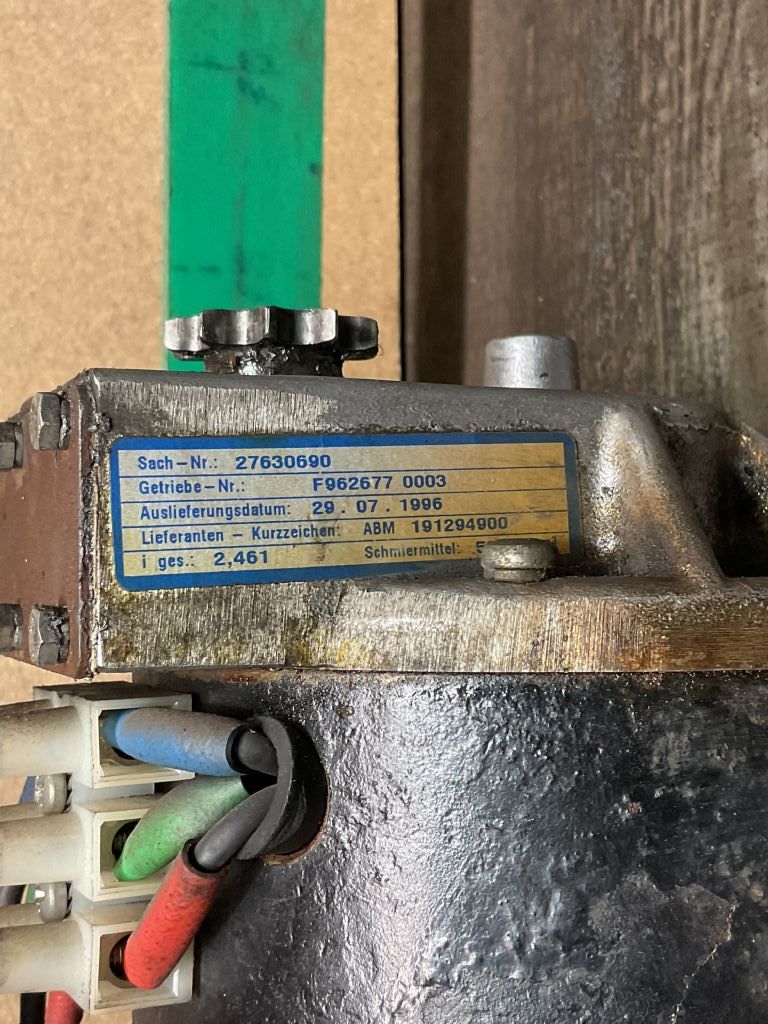 Sach-Nr.: 27630690
Getriebe-Nr.: F962677 0003
Auslieferungsdatum: 29.07.1996
Lieferanten - Kurzzeichen: ABM 191294900
i ges.: 2,461 Schmiermittel: